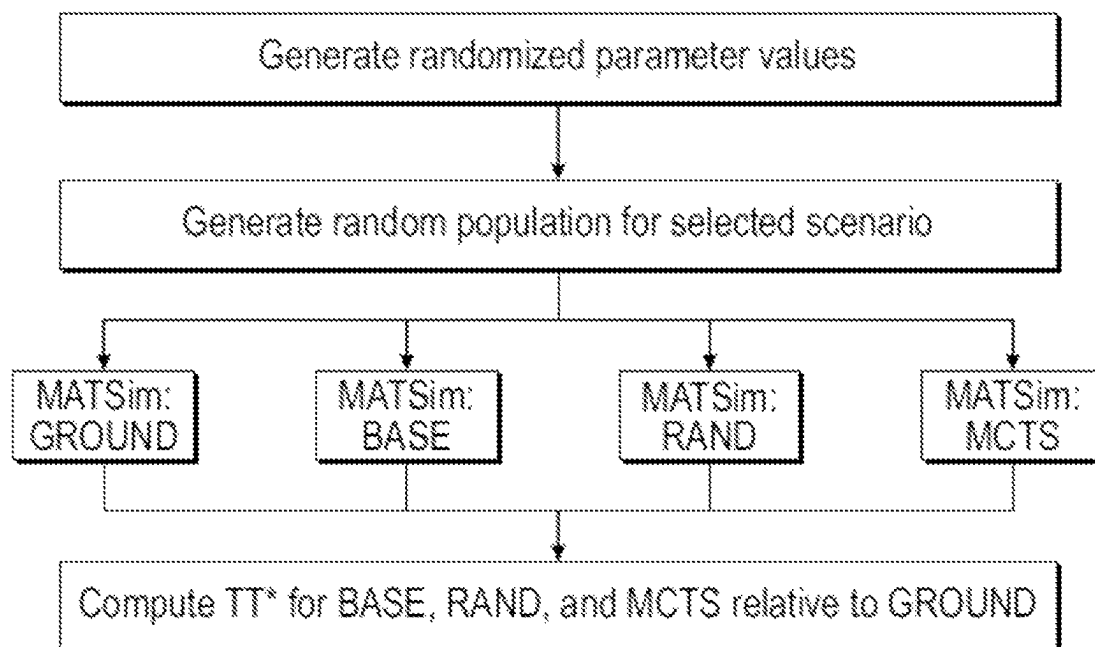 Generate randomized parameter values
Generate random population for selected scenario
MATSim:
GROUND
MATSim:
BASE
MATSim:
RAND
MATSim:
MCTS
Compute TT* for BASE, RAND, and MCTS relative to GROUND